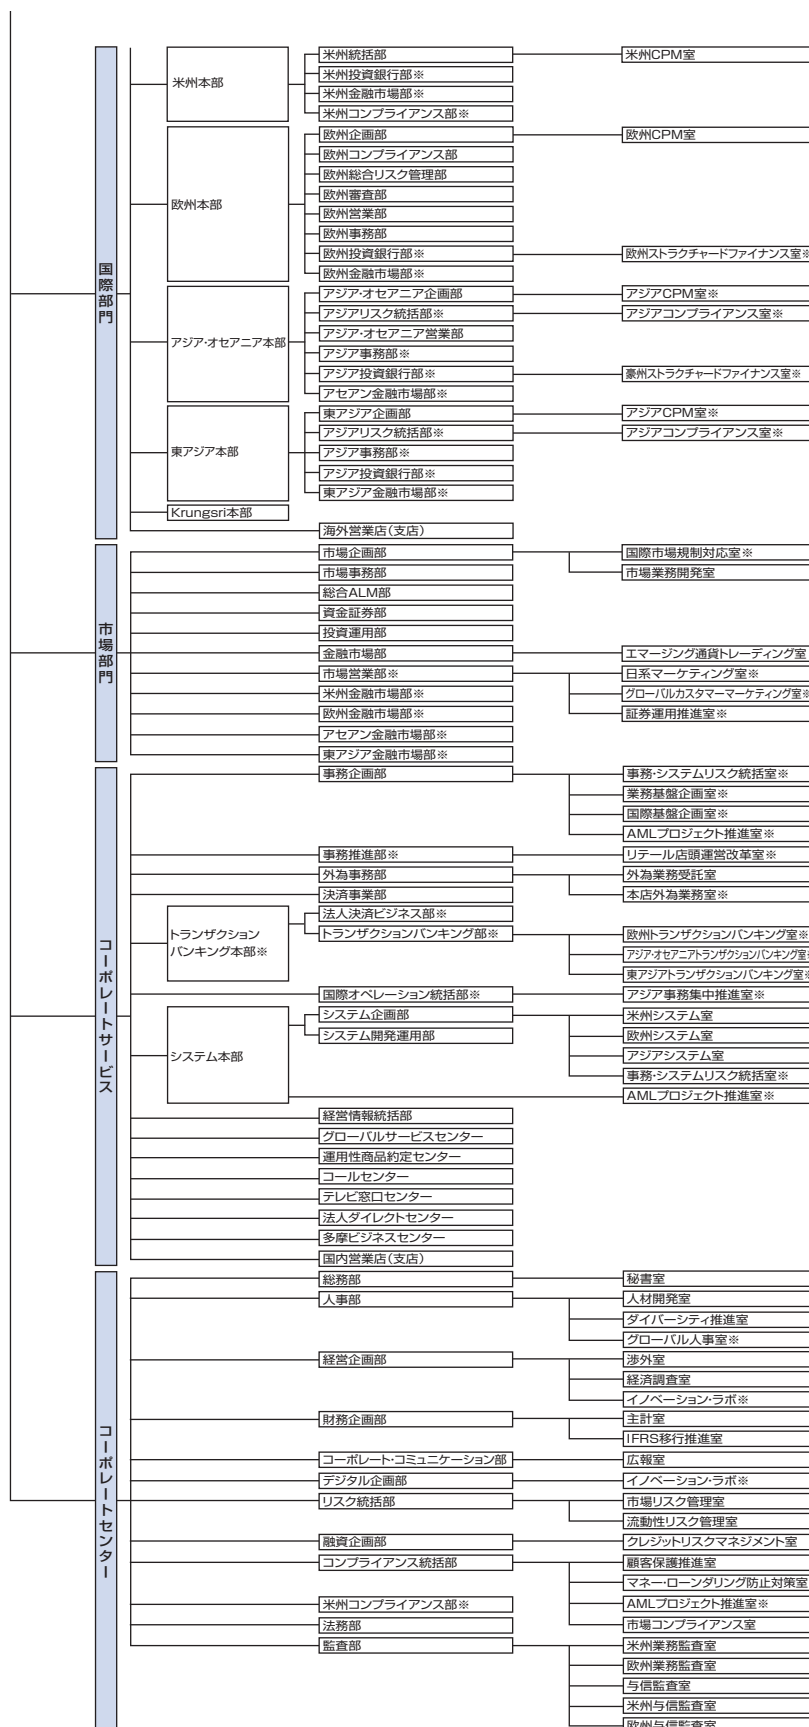 国際部門
米州本部
米州統括部
米州CPM室
米州投資銀行部※
米州金融市場部※
米州コンプライアンス部※
欧州本部
欧州企画部
欧州CPM室
欧州コンプライアンス部
欧州総合リスク管理部
欧州審査部
欧州営業部
欧州事務部
欧州投資銀行部※
欧州ストラクチャードファイナンス室※
欧州金融市場部※
アジア・オセアニア本部
アジア・オセアニア企画部
アジアCPM室※
アジアリスク統括部※
アジアコンプライアンス室※
アジア・オセアニア営業部
アジア事務部※
アジア投資銀行部※
豪州ストラクチャードファイナンス室※
アセアン金融市場部※
東アジア本部
東アジア企画部
アジアCPM室※
アジアリスク統括部※
アジアコンプライアンス室※
アジア事務部※
アジア投資銀行部※
東アジア金融市場部※
Krungsri本部
海外営業店(支店)
市場部門
市場企画部
国際市場規制対応室※
市場業務開発室
市場事務部
総合ALM部
資金証券部
投資運用部
金融市場部
エマージング通貨トレーディング室
市場営業部※
日系マーケティング室※
グローバルカスタマーマーケティング室※
証券運用推進室※
米州金融市場部※
欧州金融市場部※
アセアン金融市場部※
東アジア金融市場部※
コーポレートサービス
事務企画部
事務・システムリスク統括室※
業務基盤企画室※
国際基盤企画室※
AMLプロジェクト推進室※
事務推進部※
リテール店頭運営改革室※
外為事務部
外為業務受託室
本店外為業務室※
決済事業部
トランザクション
バンキング本部※
法人決済ビジネス部※
トランザクションバンキング部※
欧州トランザクションバンキング室※
アジア・オセアニアトランザクションバンキング室※
東アジアトランザクションバンキング室※
国際オペレーション統括部※
アジア事務集中推進室※
システム本部
システム企画部
米州システム室
欧州システム室
アジアシステム室
事務・システムリスク統括室※
システム開発運用部
AMLプロジェクト推進室※
経営情報統括部
グローバルサービスセンター
運用性商品約定センター
コールセンター
テレビ窓口センター
法人ダイレクトセンター
多摩ビジネスセンター
国内営業店(支店)
コーポレートセンター
総務部
秘書室
人事部
人材開発室
ダイバーシティ推進室
グローバル人事室※
経営企画部
渉外室
経済調査室
イノベーション・ラボ※
財務企画部
主計室
IFRS移行推進室
コーポレート・コミュニケーション部
広報室
デジタル企画部
イノベーション・ラボ※
リスク統括部
市場リスク管理室
流動性リスク管理室
融資企画部
クレジットリスクマネジメント室
コンプライアンス統括部
顧客保護推進室
マネー・ローンダリング防止対策室
AMLプロジェクト推進室※
市場コンプライアンス室
米州コンプライアンス部※
法務部
監査部
米州業務監査室
欧州業務監査室
与信監査室
米州与信監査室
欧州与信監査室